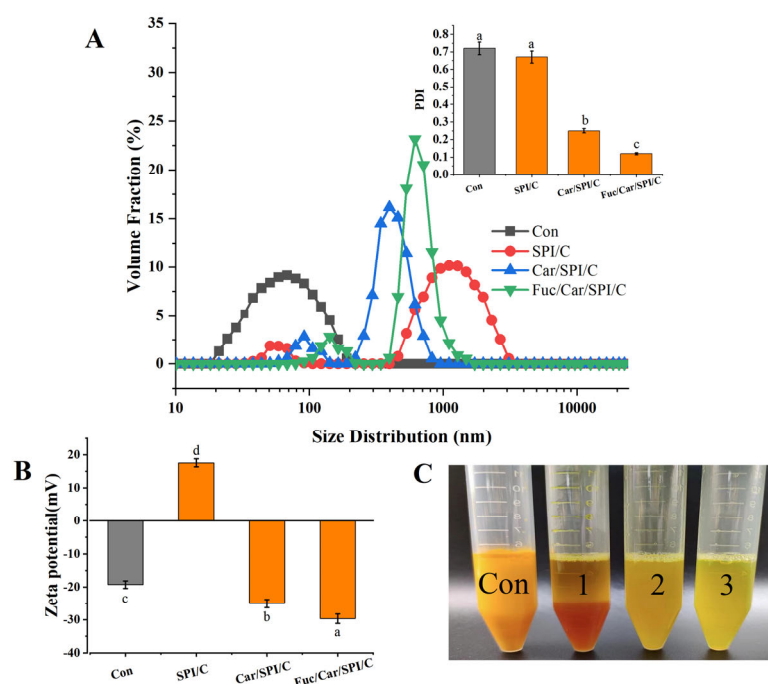 A
35
30
25
20
15
10
5
0
Volume Fraction (%)
10
100
1000
10000
Size Distribution (nm)
Con
SPI/C
Car/SPI/C
Fuc/Car/SPI/C
0.8
0.7
0.6
0.5
0.4
0.3
0.2
0.1
0.0
PDI
a
a
b
c
Con
SPI/C
Car/SPI/C
Fuc/Car/SPI/C
B
20
10
0
-10
-20
-30
-40
Zeta potential(mV)
c
d
b
a
Con
SPI/C
Car/SPI/C
Fuc/Car/SPI/C
C
Con
1
2
3